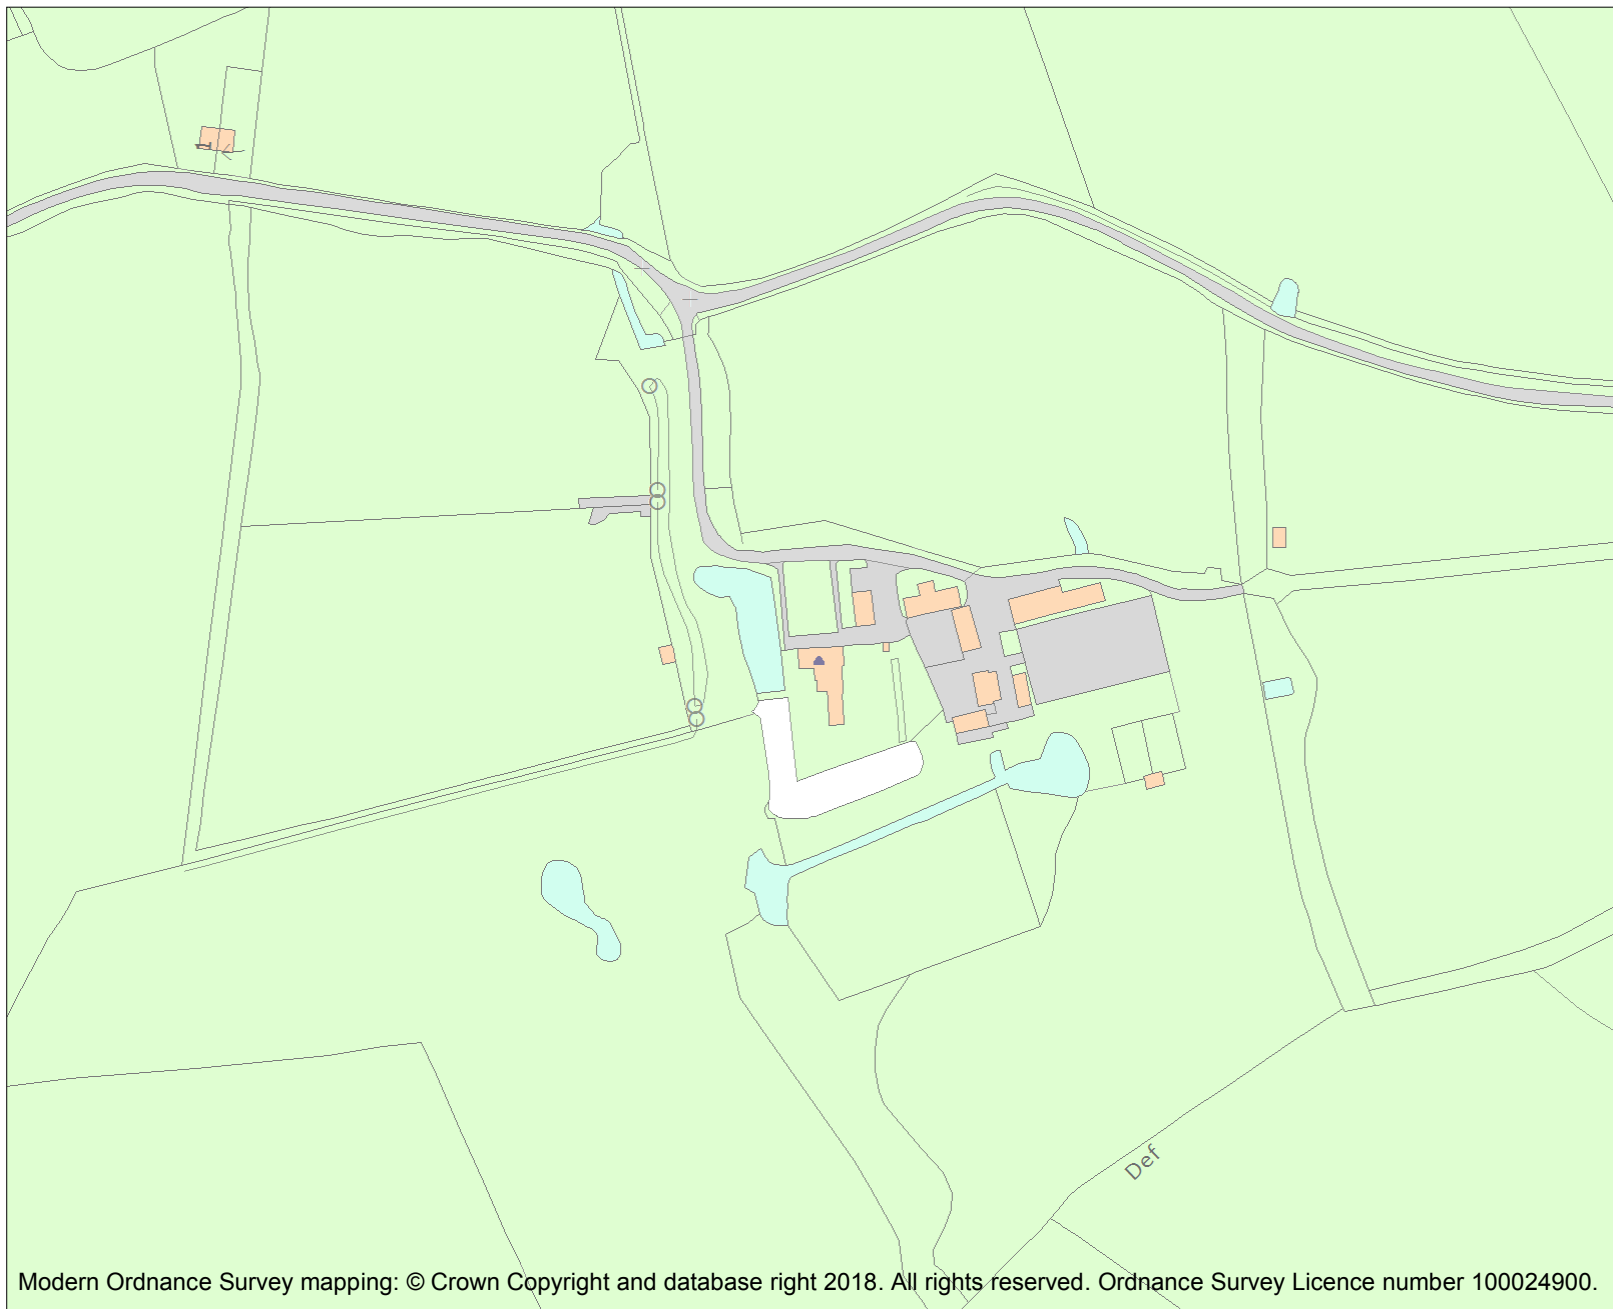 Def
Modern Ordnance Survey mapping: © Crown Copyright and database right 2018. All rights reserved. Ordnance Survey Licence number 100024900.